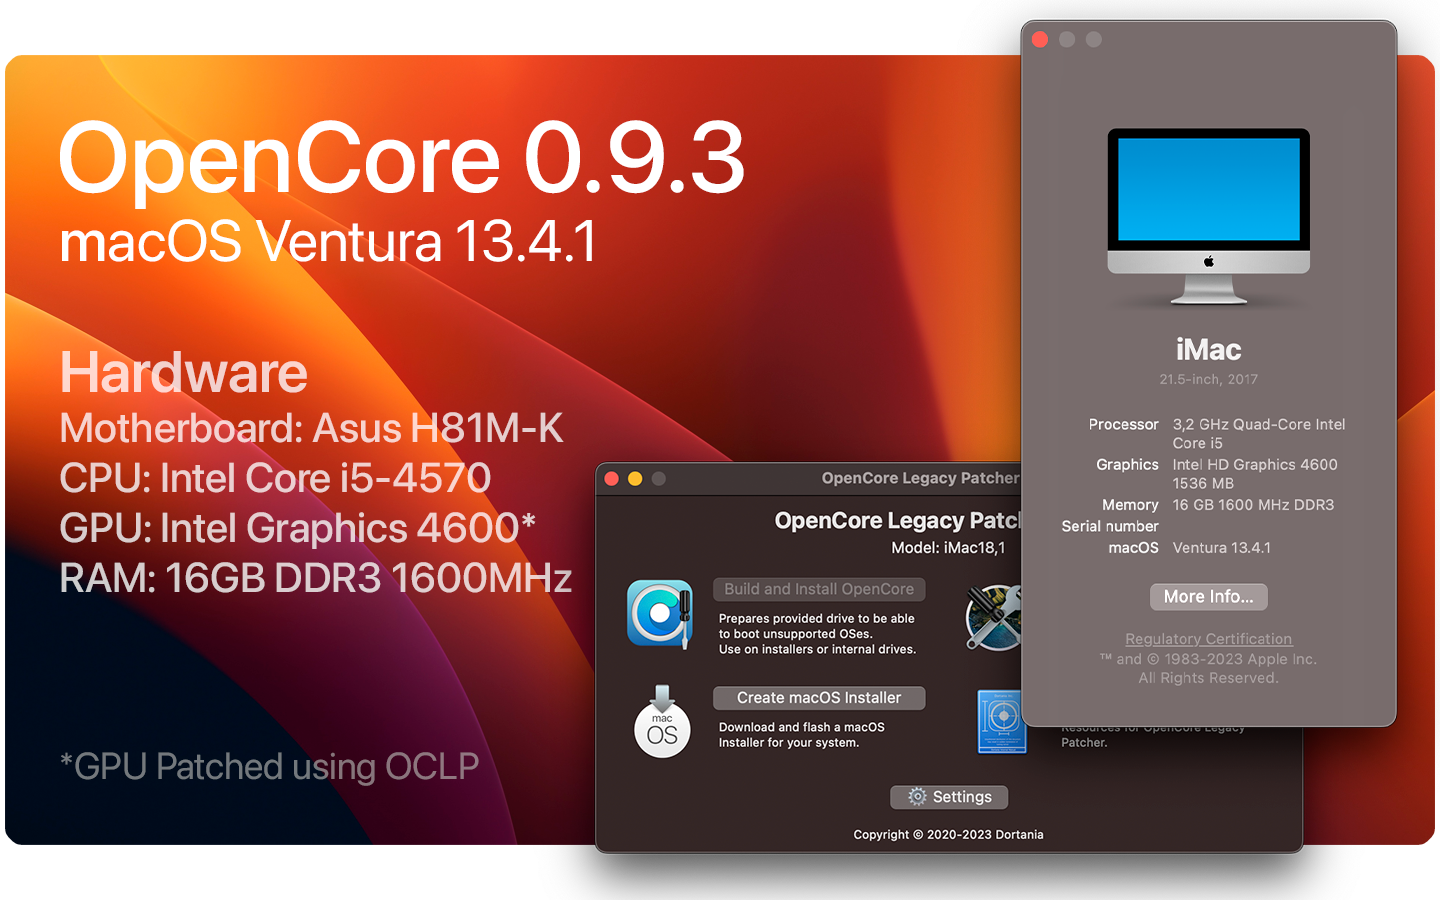 OpenCore 0.9.3
macOS Ventura 13.4.1
Hardware
Motherboard: Asus H81M-K
CPU: Intel Core i5-4570
GPU: Intel Graphics 4600*
RAM: 16GB DDR3 1600MHz
*GPU Patched using OCLP
OpenCore Legacy Patcher
OpenCore Legacy
Model: iMac18,1
Build and Install OpenCore
Prepares provided drive to be able
to boot unsupported OSes.
Use on installers or internal drives.
mac
OS
Create macOS Installer
Download and flash a macOS
Installer for your system.
Resources for OpenCore Legacy
Patcher.
Settings
Copyright © 2020-2023 Dortania
iMac
21.5-inch, 2017
Processor 3,2 GHz Quad-Core Intel
Core i5
Graphics Intel HD Graphics 4600
1536 MB
Memory 16 GB 1600 MHz DDR3
Serial number
macOS Ventura 13.4.1
More Info...
Regulatory Certification
™ and © 1983-2023 Apple Inc.
All Rights Reserved.